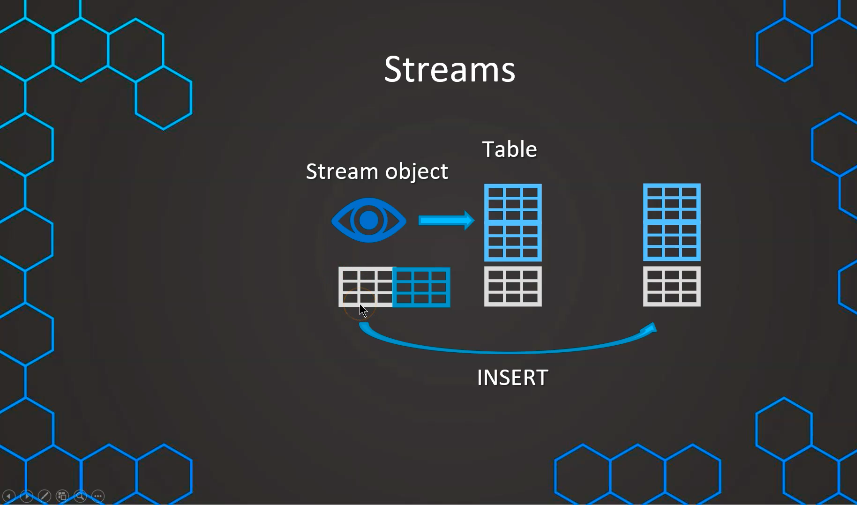 Streams
Table
Stream object
INSERT